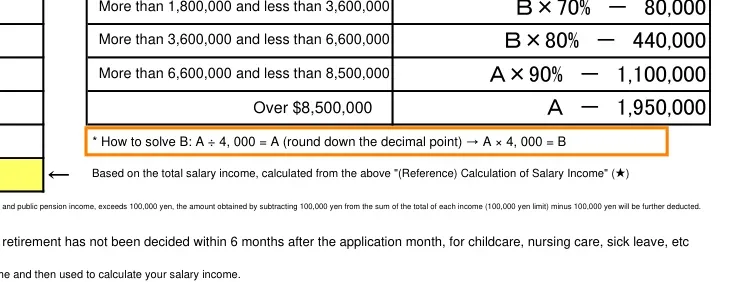 More than 1,800,000 and less than 3,600,000 B × 70% － 80,000
More than 3,600,000 and less than 6,600,000 B × 80% － 440,000
More than 6,600,000 and less than 8,500,000 A × 90% － 1,100,000
Over $8,500,000 A － 1,950,000
* How to solve B: A ÷ 4, 000 = A (round down the decimal point) → A × 4, 000 = B
← Based on the total salary income, calculated from the above "(Reference) Calculation of Salary Income" (★)
and public pension income, exceeds 100,000 yen, the amount obtained by subtracting 100,000 yen from the sum of the total of each income (100,000 yen limit) minus 100,000 yen will be further deducted.
retirement has not been decided within 6 months after the application month, for childcare, nursing care, sick leave, etc
and then used to calculate your salary income.